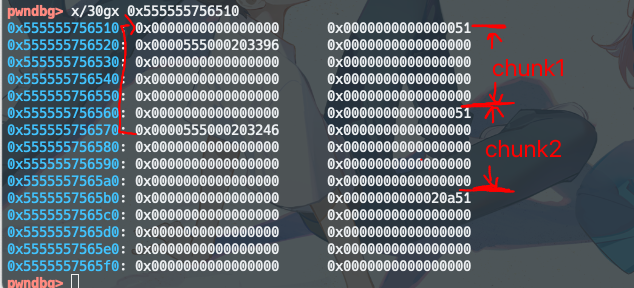 pwndbg> x/30gx 0x555555756510
0x555555756510: 0x0000000000000000 0x0000000000000051
0x555555756520: 0x0000555000203396 0x0000000000000000
0x555555756530: 0x0000000000000000 0x0000000000000000
0x555555756540: 0x0000000000000000 0x0000000000000000
chunk1
0x555555756550: 0x0000000000000000 0x0000000000000000
0x555555756560: 0x0000000000000000 0x0000000000000051
0x555555756570: 0x0000555000203246 0x0000000000000000
0x555555756580: 0x0000000000000000 0x0000000000000000
chunk2
0x555555756590: 0x0000000000000000 0x0000000000000000
0x5555557565a0: 0x0000000000000000 0x0000000000000000
0x5555557565b0: 0x0000000000000000 0x0000000000020a51
0x5555557565c0: 0x0000000000000000 0x0000000000000000
0x5555557565d0: 0x0000000000000000 0x0000000000000000
0x5555557565e0: 0x0000000000000000 0x0000000000000000
0x5555557565f0: 0x0000000000000000 0x0000000000000000
pwndbg>